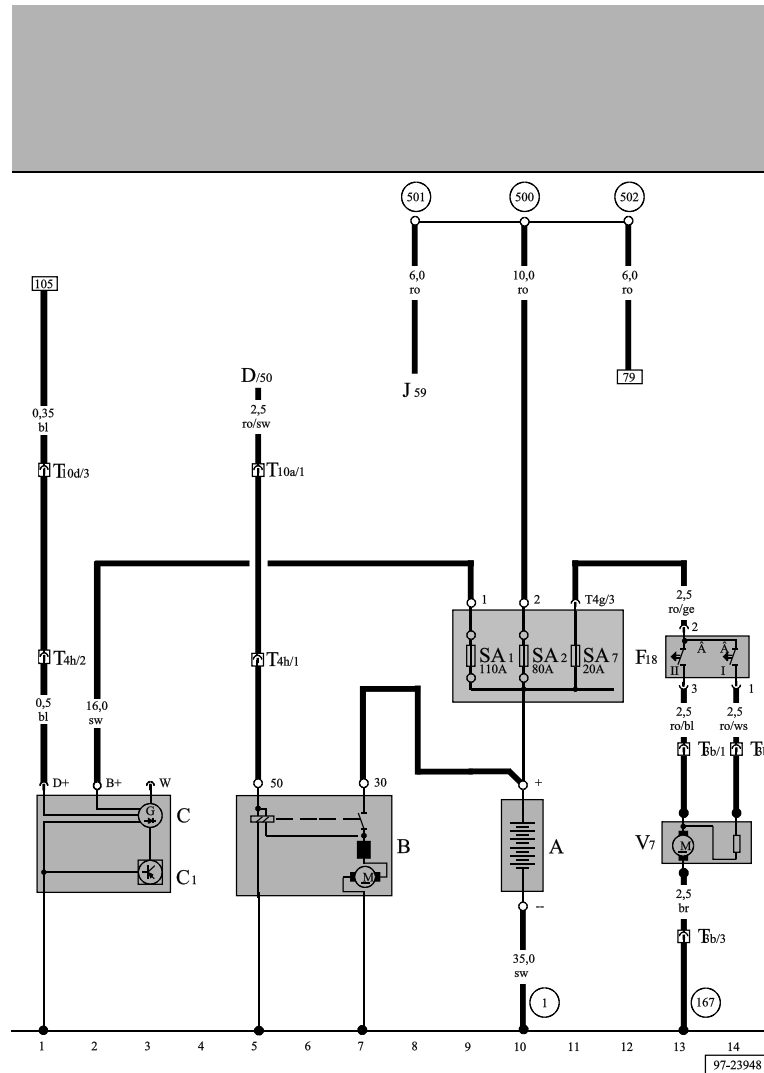 501 500 502
6,0 ro
10,0 ro
6,0 ro
105
79
J 59
D/50
0,35 bl
2,5 ro/sw
T10d/3
T10a/1
1
2
T4g/3
2,5 ro/ge
2
SA1 110A
SA2 80A
SA7 20A
F18
Â Â
II I
T4h/2
T4h/1
3
1
0,5 bl
16,0 sw
2,5 ro/bl
2,5 ro/ws
T3b/1
D+
B+
W
50
30
+
G
C
C1
B
M
A
V7
M
--
2,5 br
T3b/3
35,0 sw
1
167
1 2 3 4 5 6 7 8 9 10 11 12 13 14
97-23948